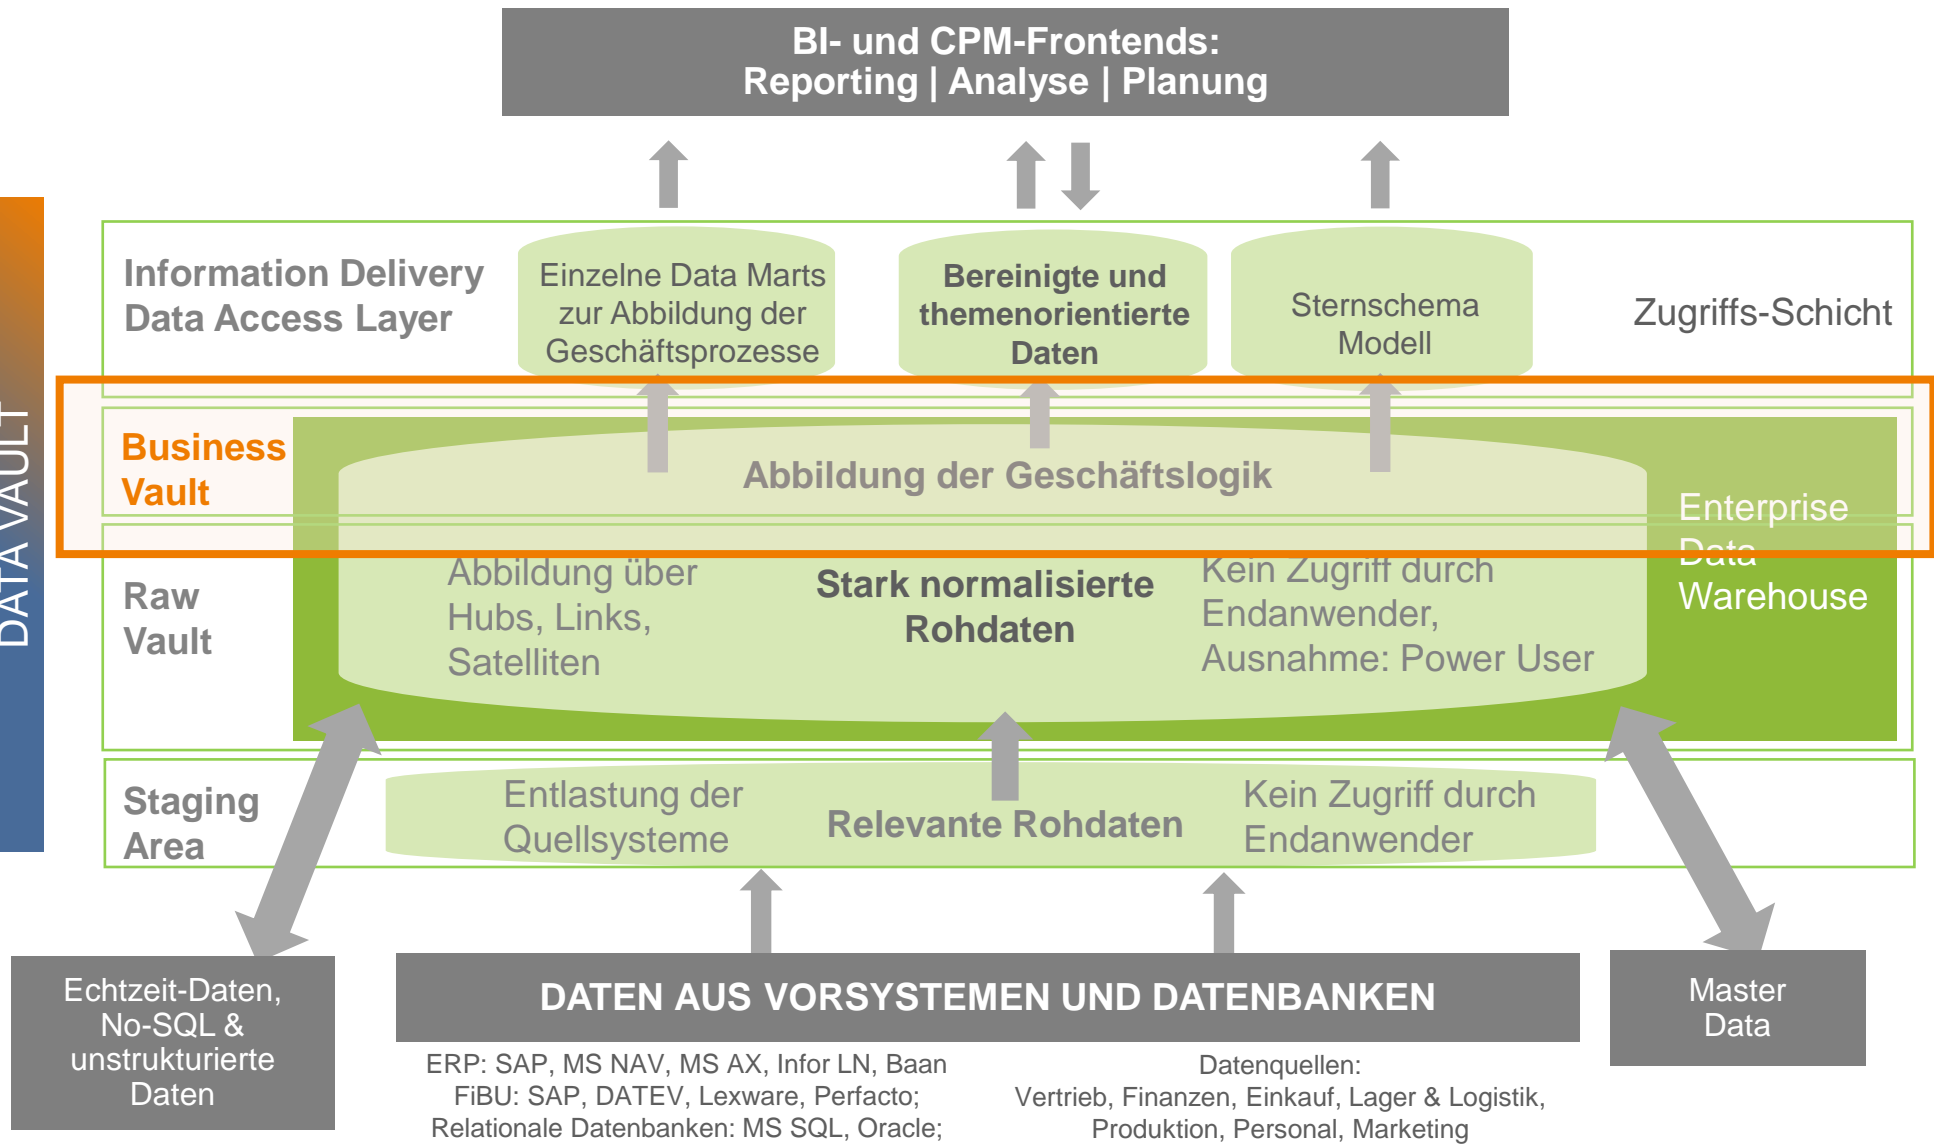 BI- und CPM-Frontends:
Reporting | Analyse | Planung
DATA VAULT
Information Delivery
Data Access Layer
Einzelne Data Marts
zur Abbildung der
Geschäftsprozesse
Bereinigte und
themenorientierte
Daten
Sternschema
Modell
Zugriffs-Schicht
Business
Vault
Abbildung der Geschäftslogik
Enterprise
Data
Warehouse
Raw
Vault
Abbildung über
Hubs, Links,
Satelliten
Stark normalisierte
Rohdaten
Kein Zugriff durch
Endanwender,
Ausnahme: Power User
Staging
Area
Entlastung der
Quellsysteme
Relevante Rohdaten
Kein Zugriff durch
Endanwender
Echtzeit-Daten,
No-SQL &
unstrukturierte
Daten
DATEN AUS VORSYSTEMEN UND DATENBANKEN
Master
Data
ERP: SAP, MS NAV, MS AX, Infor LN, Baan
FiBU: SAP, DATEV, Lexware, Perfacto;
Relationale Datenbanken: MS SQL, Oracle;
Datenquellen:
Vertrieb, Finanzen, Einkauf, Lager & Logistik,
Produktion, Personal, Marketing